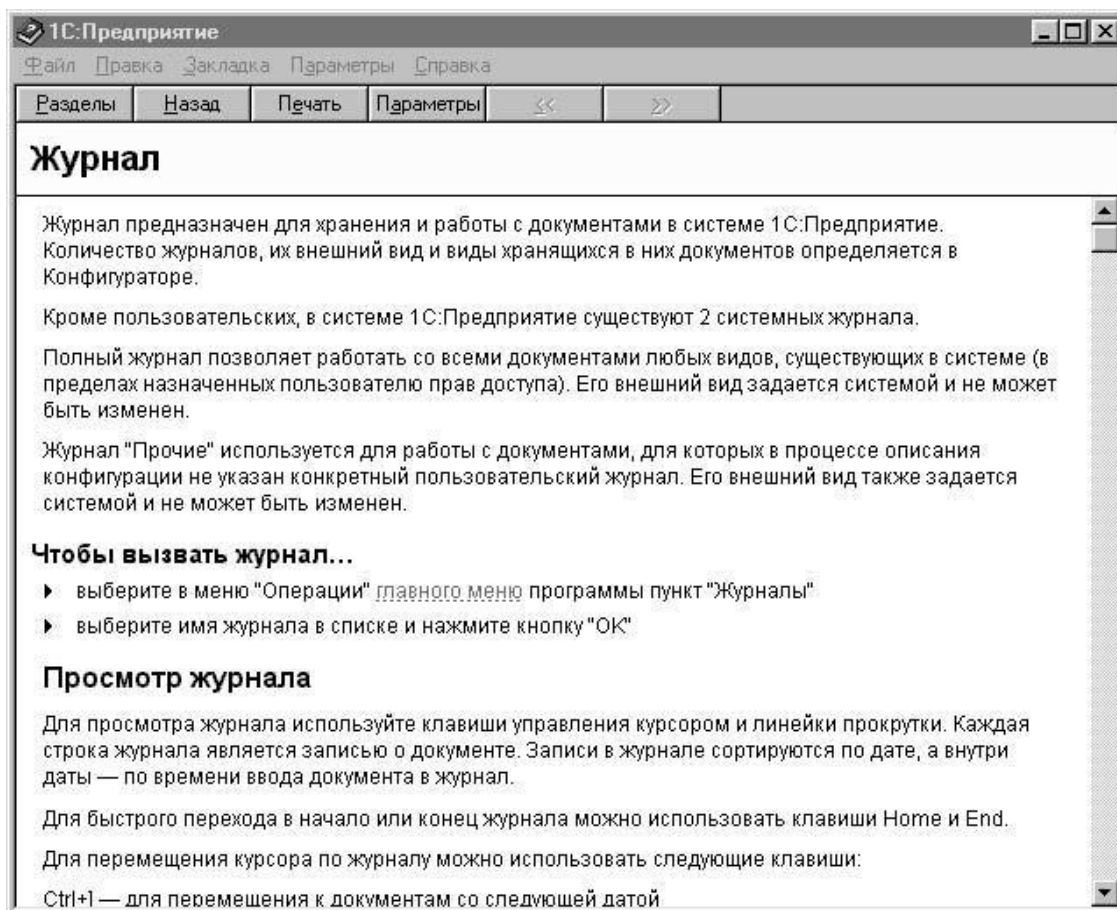 1С:Предприятие
Файл Правка Закладка Параметры Справка
Разделы Назад Печать Параметры << >>
Журнал
Журнал предназначен для хранения и работы с документами в системе 1С:Предприятие.
Количество журналов, их внешний вид и виды хранящихся в них документов определяется в
Конфигураторе.
Кроме пользовательских, в системе 1С:Предприятие существуют 2 системных журнала.
Полный журнал позволяет работать со всеми документами любых видов, существующих в системе (в
пределах назначенных пользователю прав доступа). Его внешний вид задается системой и не может
быть изменен.
Журнал "Прочие" используется для работы с документами, для которых в процессе описания
конфигурации не указан конкретный пользовательский журнал. Его внешний вид также задается
системой и не может быть изменен.
Чтобы вызвать журнал...
выберите в меню "Операции" главного меню программы пункт "Журналы"
выберите имя журнала в списке и нажмите кнопку "ОК"
Просмотр журнала
Для просмотра журнала используйте клавиши управления курсором и линейки прокрутки. Каждая
строка журнала является записью о документе. Записи в журнале сортируются по дате, а внутри
даты — по времени ввода документа в журнал.
Для быстрого перехода в начало или конец журнала можно использовать клавиши Home и End.
Для перемещения курсора по журналу можно использовать следующие клавиши:
Ctrl+] — для перемещения к документам со следующей датой